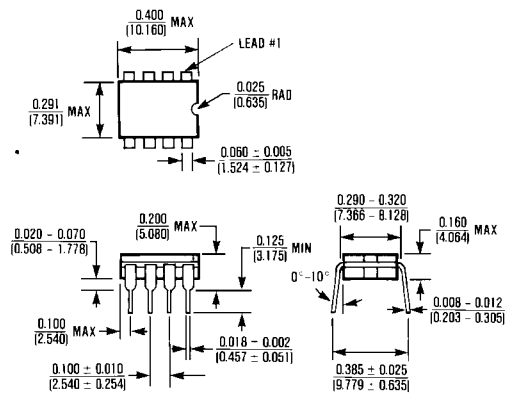 0.400
(10.160) MAX
LEAD #1
0.291
(7.391) MAX
0.025
(0.635) RAD
0.060 ± 0.005
(1.524 ± 0.127)
0.020 - 0.070
(0.508 - 1.778)
0.200
(5.080) MAX
0.125
(3.175) MIN
0.290 - 0.320
(7.366 - 8.128)
0.160
(4.064) MAX
0°-10°
0.100
(2.540) MAX
0.018 - 0.002
(0.457 ± 0.051)
0.008 - 0.012
(0.203 - 0.305)
0.100 ± 0.010
(2.540 ± 0.254)
0.385 ± 0.025
(9.779 ± 0.635)